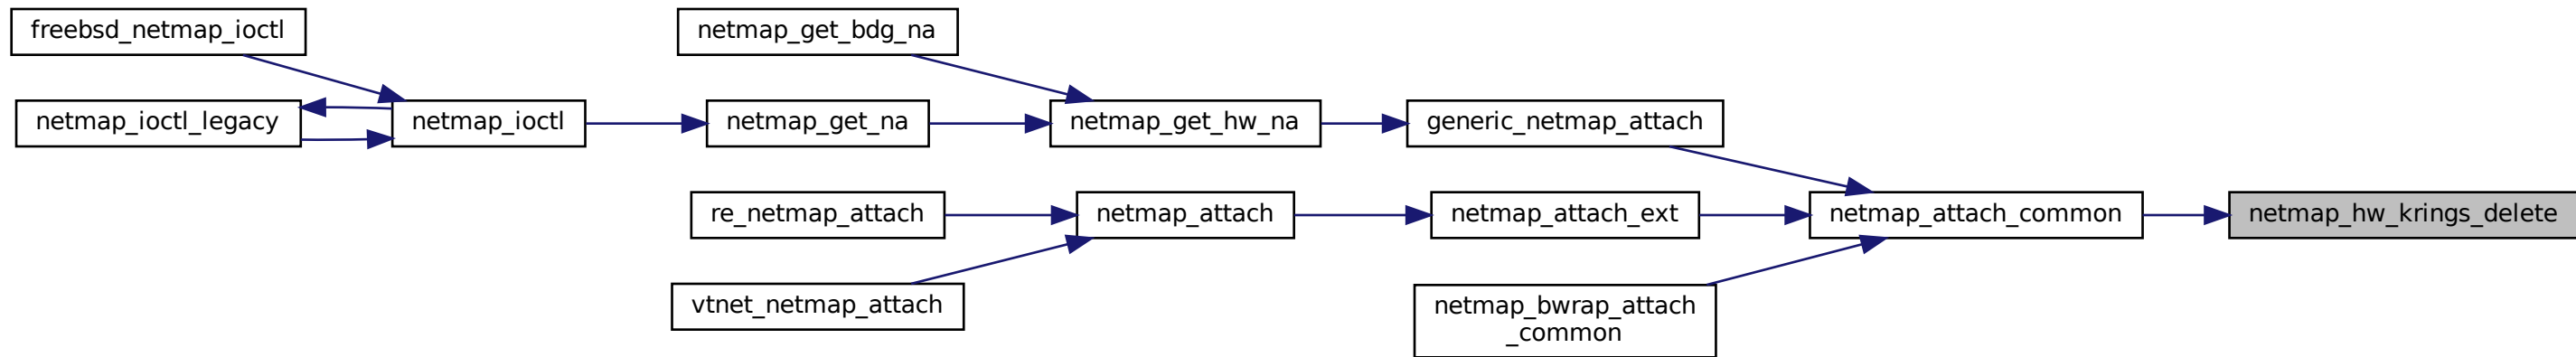 freebsd_netmap_ioctl
netmap_get_bdg_na
netmap_ioctl_legacy
netmap_ioctl
netmap_get_na
netmap_get_hw_na
generic_netmap_attach
re_netmap_attach
netmap_attach
netmap_attach_ext
netmap_attach_common
netmap_hw_krings_delete
vtnet_netmap_attach
netmap_bwrap_attach
_common